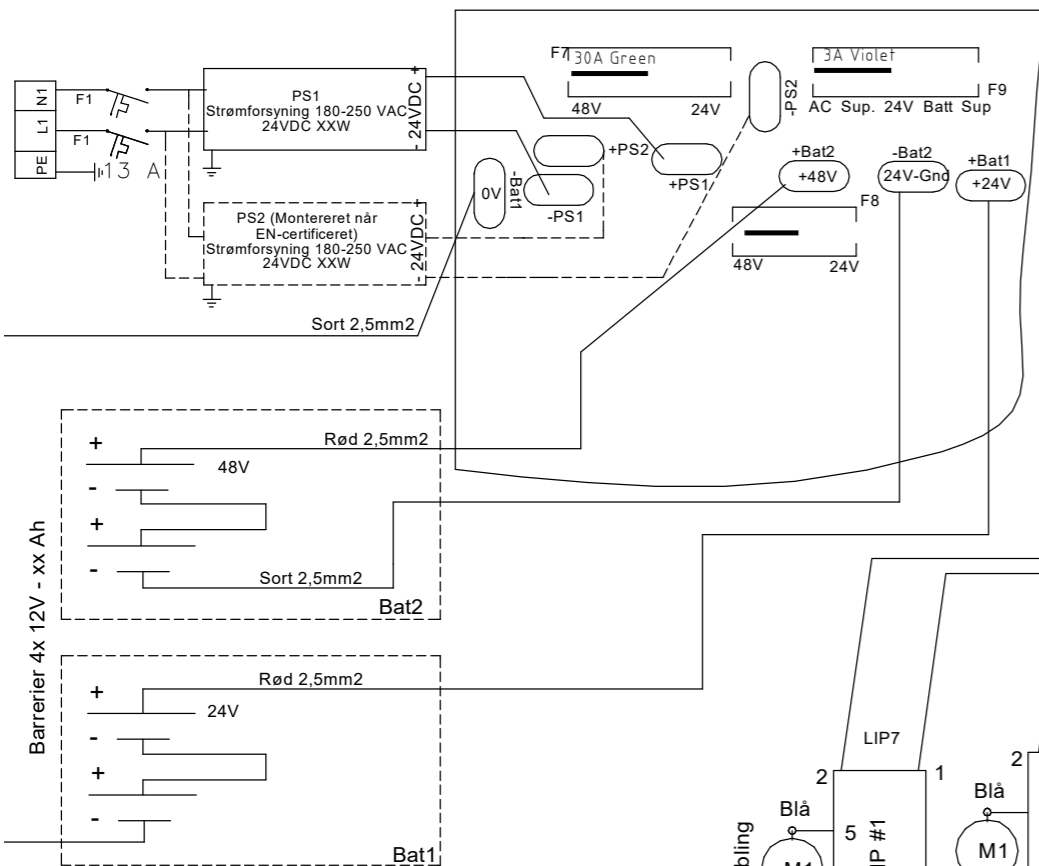 N1
L1
PE
F1
F1
13 A
PS1
Strømforsyning 180-250 VAC
24VDC XXW
- 24VDC +
PS2 (Montereret når
EN-certificeret)
Strømforsyning 180-250 VAC
24VDC XXW
- 24VDC +
F7
30A Green
48V 24V
-PS2
3A Violet
F9
AC Sup. 24V Batt Sup
+PS2
+PS1
-PS1
0V
-Bat1
+Bat2
+48V
-Bat2
24V-Gnd
+Bat1
+24V
F8
48V 24V
Sort 2,5mm2
Barrerier 4x 12V - xx Ah
+
Rød 2,5mm2
48V
-
+
-
Sort 2,5mm2
Bat2
+
Rød 2,5mm2
24V
-
+
-
Bat1
LIP7
2
1
Blå
5
IP #1
bling
M1
2
Blå
M1